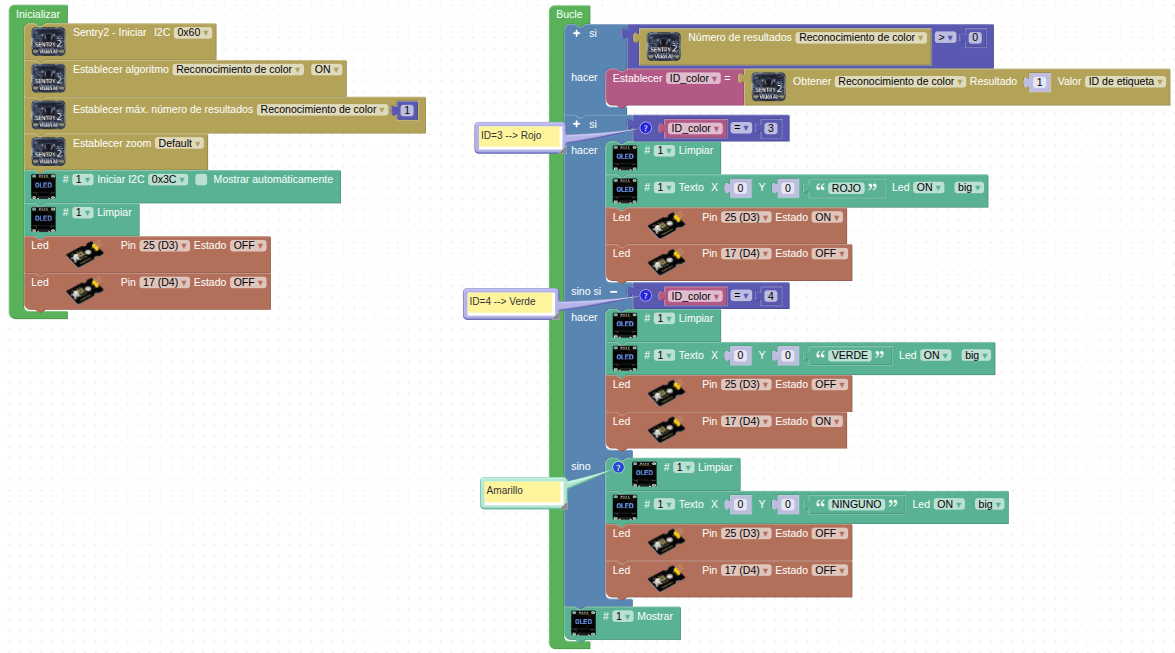 Inicializar
Sentry2 - Iniciar I2C 0x60
Establecer algoritmo Reconocimiento de color ON
Establecer máx. número de resultados Reconocimiento de color 1
Establecer zoom Default
# 1 Iniciar I2C 0x3C Mostrar automáticamente
# 1 Limpiar
Led Pin 25 (D3) Estado OFF
Led Pin 17 (D4) Estado OFF
Bucle
+ si Número de resultados Reconocimiento de color > 0
hacer Establecer ID_color = Obtener Reconocimiento de color Resultado 1 Valor ID de etiqueta
+ si ID_color = 3
ID=3 --> Rojo
hacer # 1 Limpiar
# 1 Texto X 0 Y 0 “ ROJO ” Led ON big
Led Pin 25 (D3) Estado ON
Led Pin 17 (D4) Estado OFF
sino si − ID_color = 4
ID=4 --> Verde
hacer # 1 Limpiar
# 1 Texto X 0 Y 0 “ VERDE ” Led ON big
Led Pin 25 (D3) Estado OFF
Led Pin 17 (D4) Estado ON
sino # 1 Limpiar
Amarillo
# 1 Texto X 0 Y 0 “ NINGUNO ” Led ON big
Led Pin 25 (D3) Estado OFF
Led Pin 17 (D4) Estado OFF
# 1 Mostrar